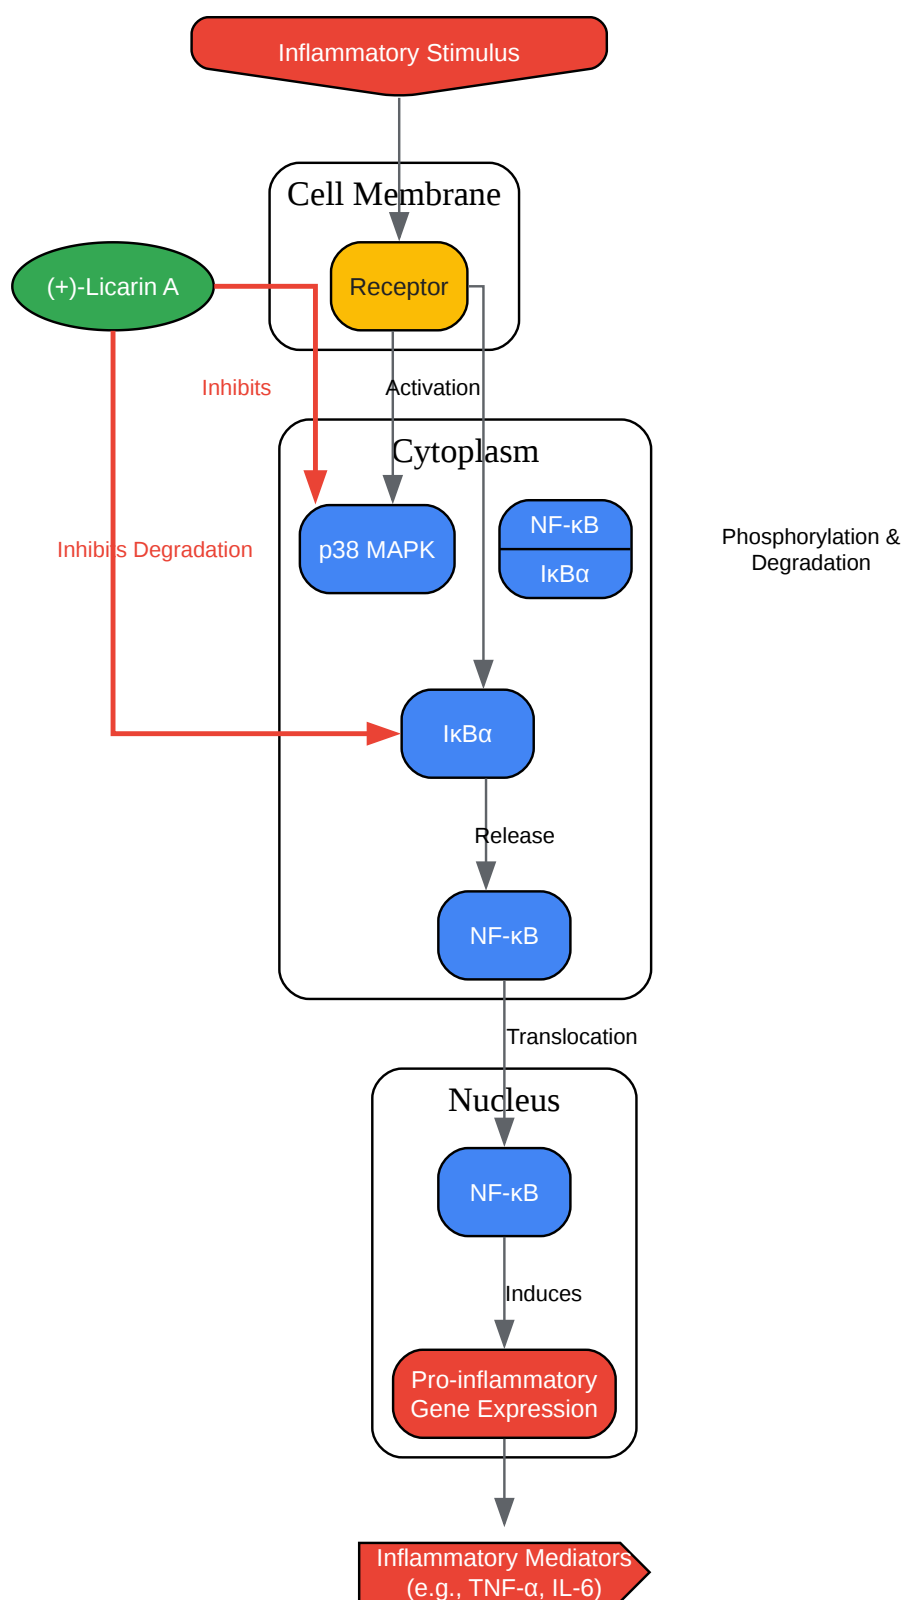 Inflammatory Stimulus
Cell Membrane
(+)-Licarin A
Receptor
Inhibits
Activation
Cytoplasm
NF-κB
Phosphorylation &
Degradation
Inhibits Degradation
p38 MAPK
IκBα
IκBα
Release
NF-κB
Translocation
Nucleus
NF-κB
Induces
Pro-inflammatory
Gene Expression
Inflammatory Mediators
(e.g., TNF-α, IL-6)